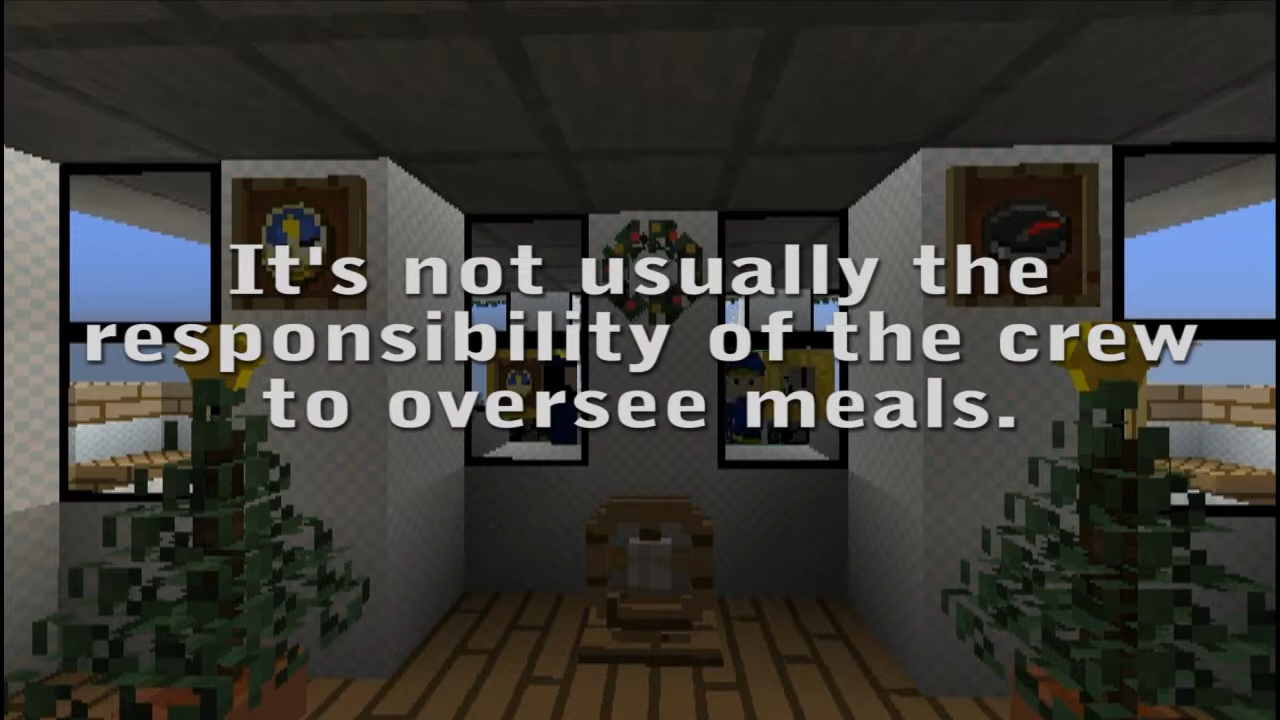 It's not usually the
responsibility of the crew
to oversee meals.